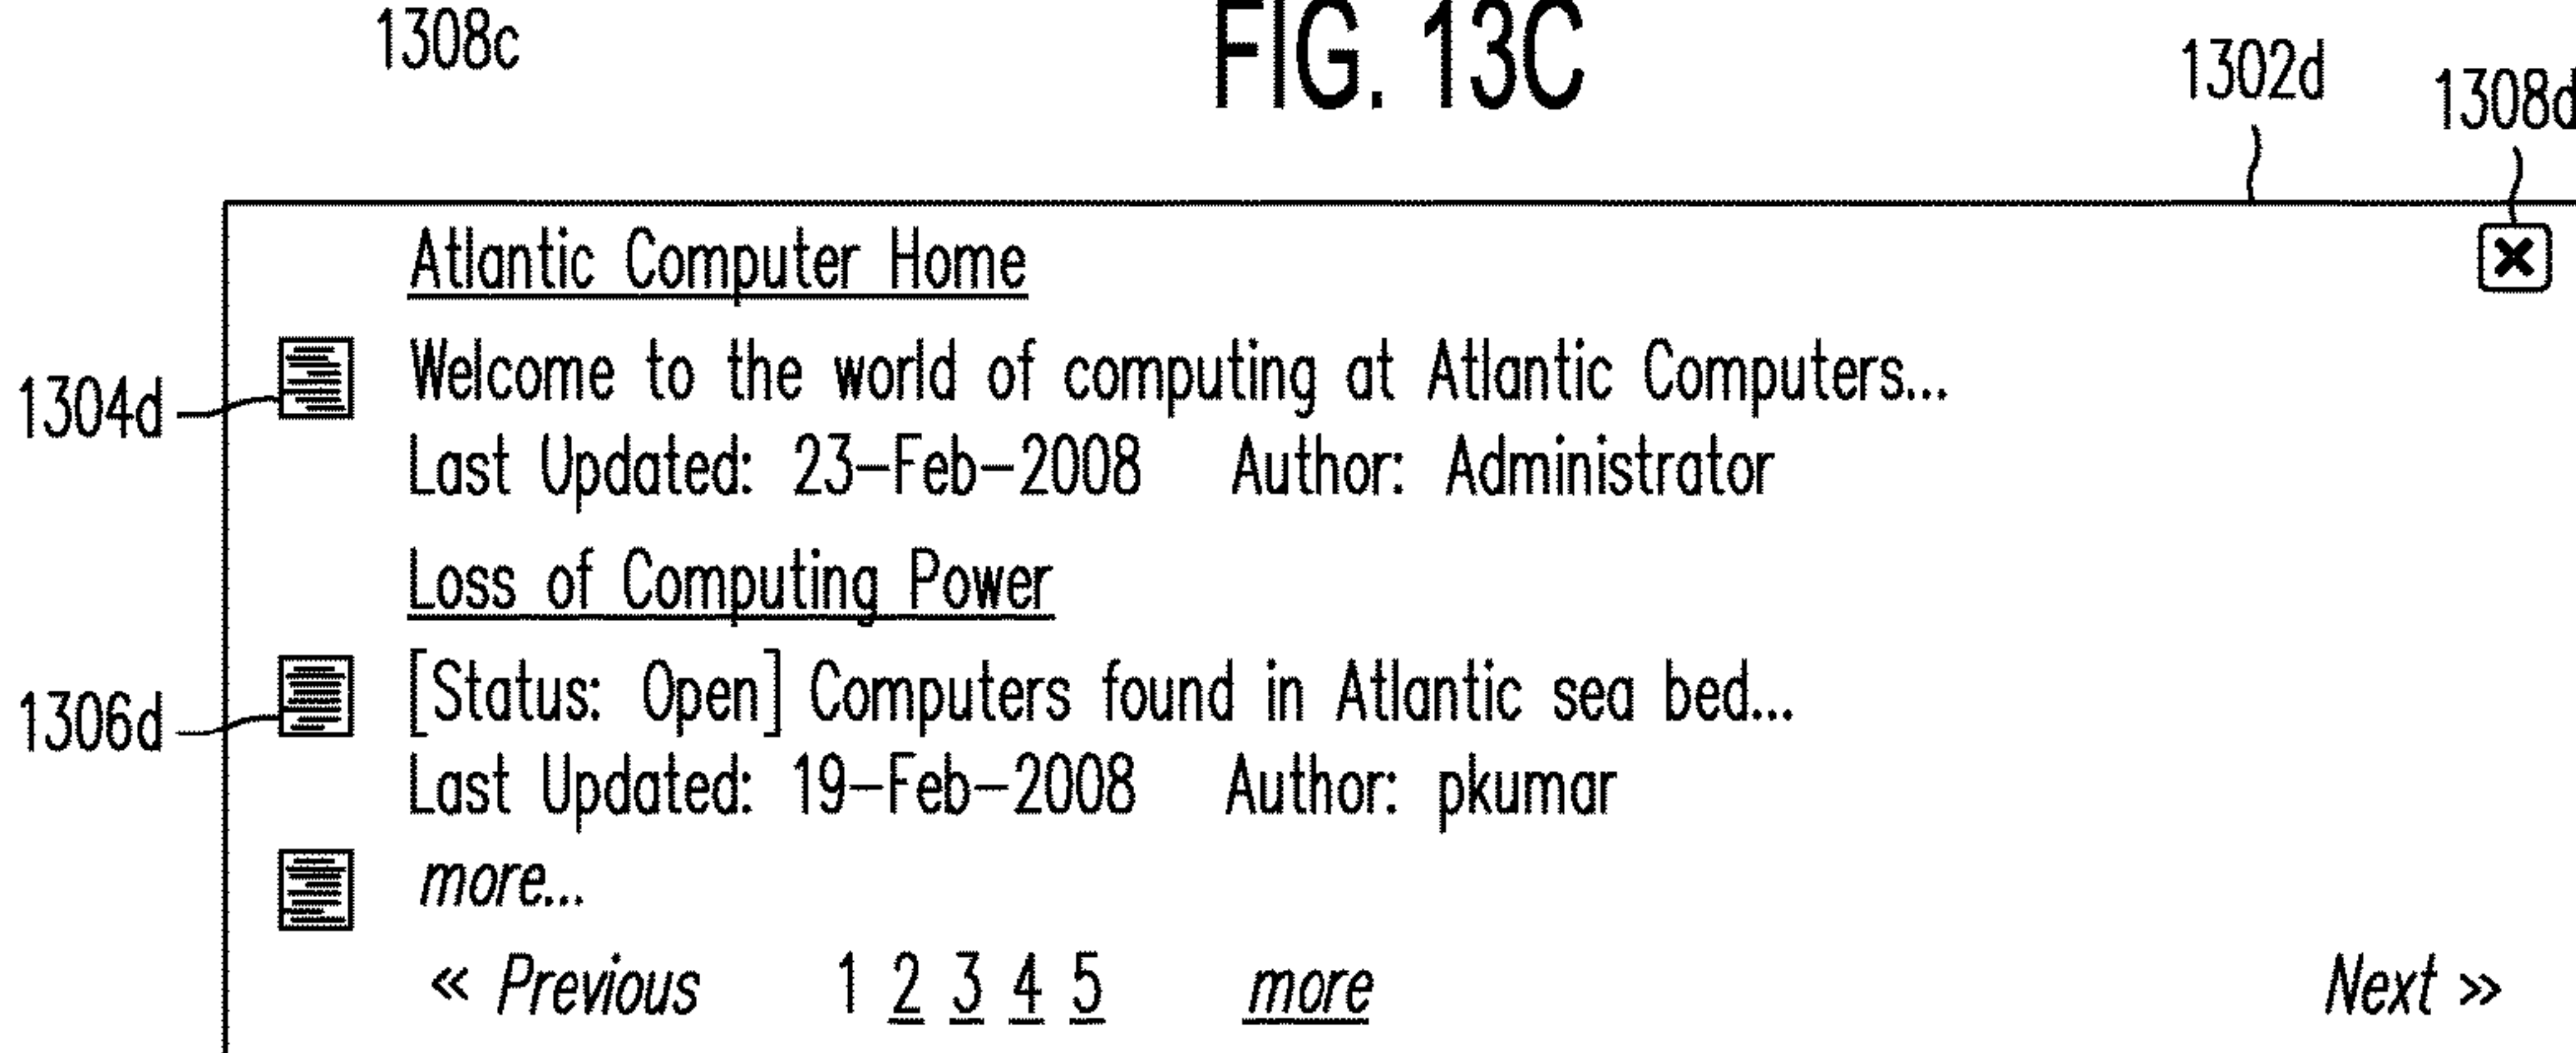 1308c
FIG. 13C
1302d
1308d
Atlantic Computer Home
1304d
Welcome to the world of computing at Atlantic Computers...
Last Updated: 23-Feb-2008 Author: Administrator
Loss of Computing Power
1306d
[Status: Open] Computers found in Atlantic sea bed...
Last Updated: 19-Feb-2008 Author: pkumar
more...
« Previous 1 2 3 4 5 more Next »